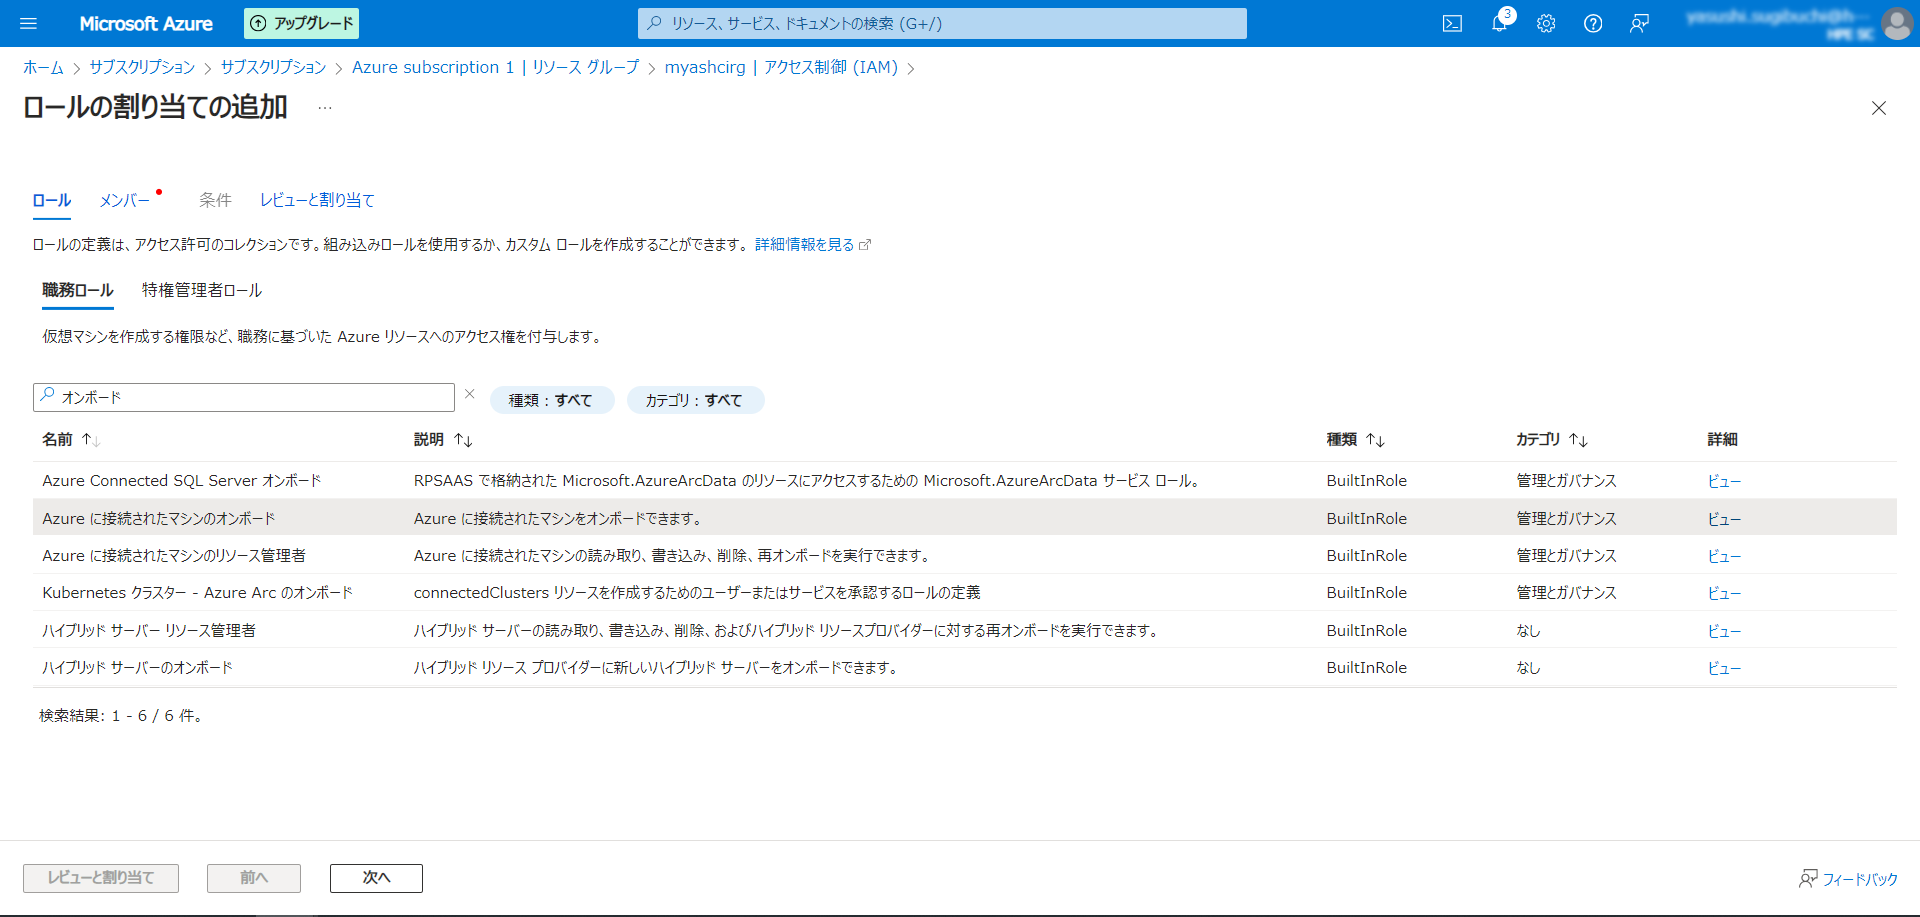 Microsoft Azure
アップグレード
リソース、サービス、ドキュメントの検索 (G+/)
3
ホーム > サブスクリプション > サブスクリプション > Azure subscription 1 | リソース グループ > myashcirg | アクセス制御 (IAM) >
ロールの割り当ての追加 …
ロール メンバー 条件 レビューと割り当て
ロールの定義は、アクセス許可のコレクションです。組み込みロールを使用するか、カスタム ロールを作成することができます。 詳細情報を見る
職務ロール 特権管理者ロール
仮想マシンを作成する権限など、職務に基づいた Azure リソースへのアクセス権を付与します。
オンボード × 種類 : すべて カテゴリ : すべて
名前 ↑↓ 説明 ↑↓ 種類 ↑↓ カテゴリ ↑↓ 詳細
Azure Connected SQL Server オンボード RPSAAS で格納された Microsoft.AzureArcData のリソースにアクセスするための Microsoft.AzureArcData サービス ロール。 BuiltInRole 管理とガバナンス ビュー
Azure に接続されたマシンのオンボード Azure に接続されたマシンをオンボードできます。 BuiltInRole 管理とガバナンス ビュー
Azure に接続されたマシンのリソース管理者 Azure に接続されたマシンの読み取り、書き込み、削除、再オンボードを実行できます。 BuiltInRole 管理とガバナンス ビュー
Kubernetes クラスター - Azure Arc のオンボード connectedClusters リソースを作成するためのユーザーまたはサービスを承認するロールの定義 BuiltInRole 管理とガバナンス ビュー
ハイブリッド サーバー リソース管理者 ハイブリッド サーバーの読み取り、書き込み、削除、およびハイブリッド リソースプロバイダーに対する再オンボードを実行できます。 BuiltInRole なし ビュー
ハイブリッド サーバーのオンボード ハイブリッド リソース プロバイダーに新しいハイブリッド サーバーをオンボードできます。 BuiltInRole なし ビュー
検索結果: 1 - 6 / 6 件。
レビューと割り当て 前へ 次へ フィードバック